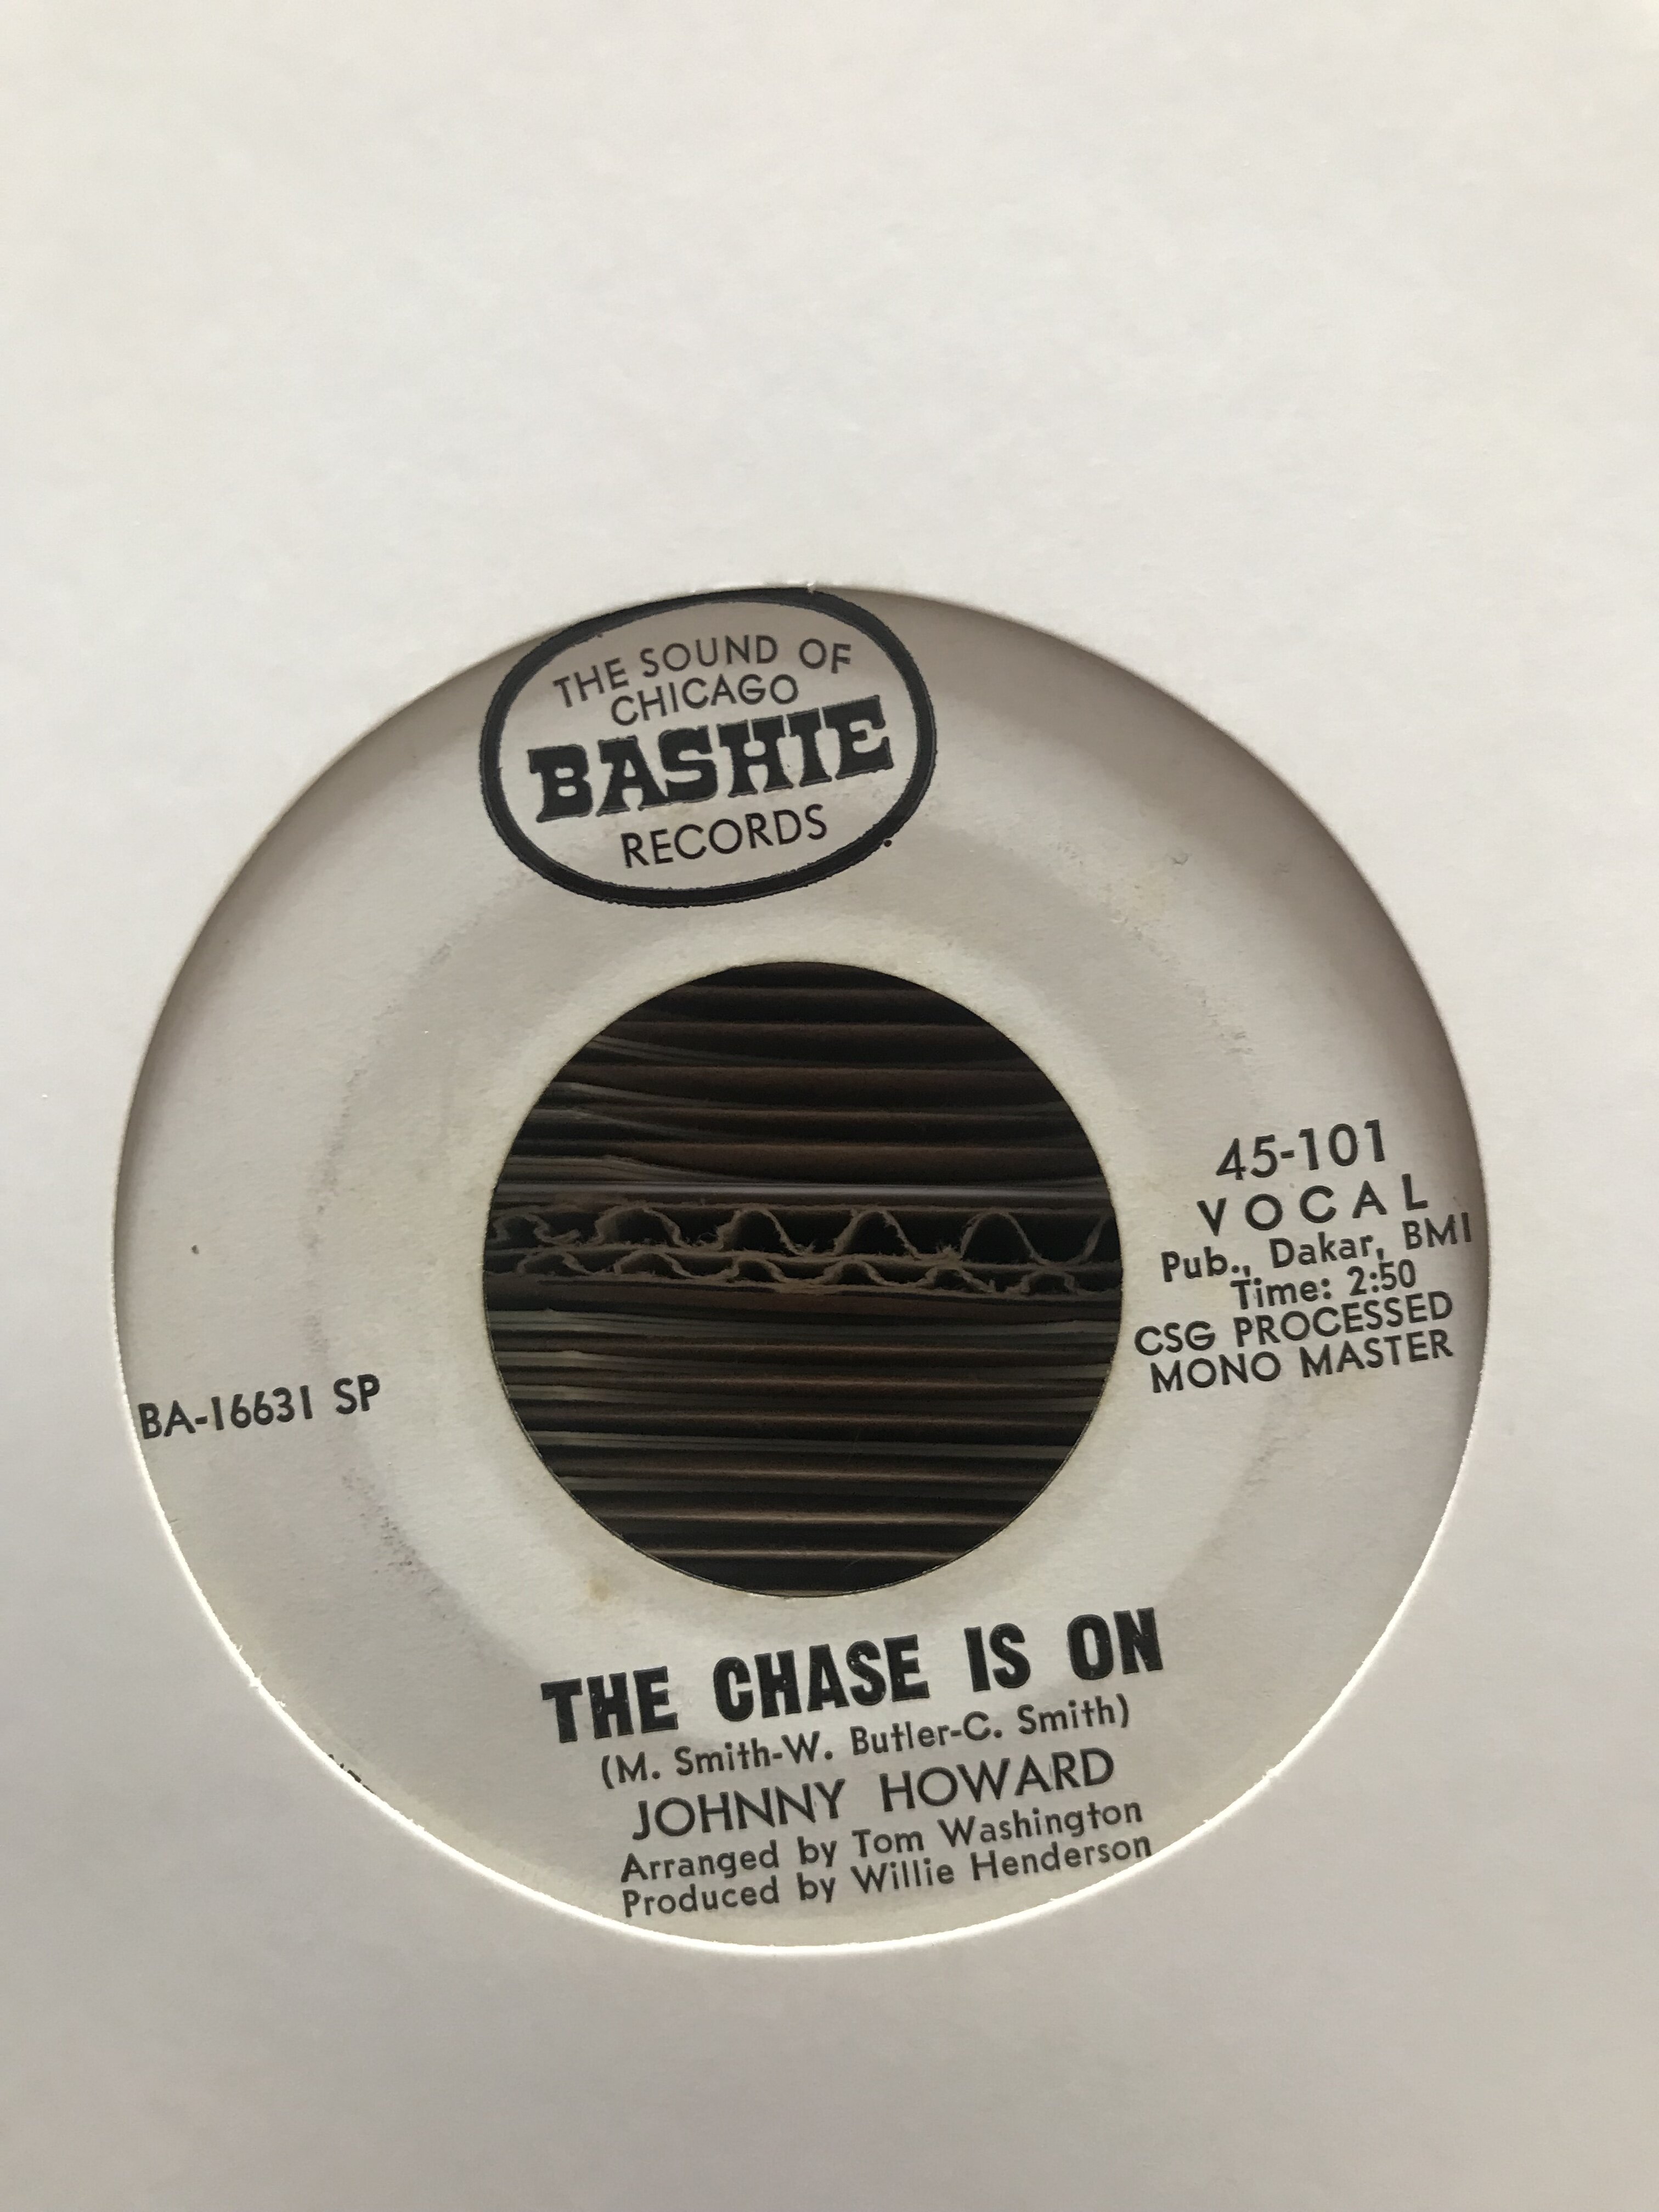 THE SOUND OF
CHICAGO
BASHIE
RECORDS
45-101
VOCAL
Pub., Dakar, BMI
Time: 2:50
CSG PROCESSED
MONO MASTER
BA-16631 SP
THE CHASE IS ON
(M. Smith-W. Butler-C. Smith)
JOHNNY HOWARD
Arranged by Tom Washington
Produced by Willie Henderson